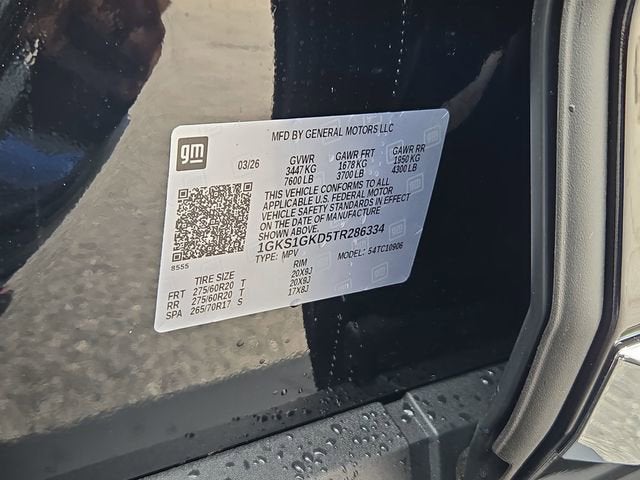 gm
MFD BY GENERAL MOTORS LLC
03/26 GVWR GAWR FRT GAWR RR
3447 KG 1678 KG 1950 KG
7600 LB 3700 LB 4300 LB
THIS VEHICLE CONFORMS TO ALL
APPLICABLE U.S. FEDERAL MOTOR
VEHICLE SAFETY STANDARDS IN EFFECT
ON THE DATE OF MANUFACTURE
SHOWN ABOVE.
1GKS1GKD5TR286334
8555 TYPE: MPV MODEL: 54TC10906
TIRE SIZE RIM
FRT 275/60R20 T 20X9J
RR 275/60R20 T 20X9J
SPA 265/70R17 S 17X8J